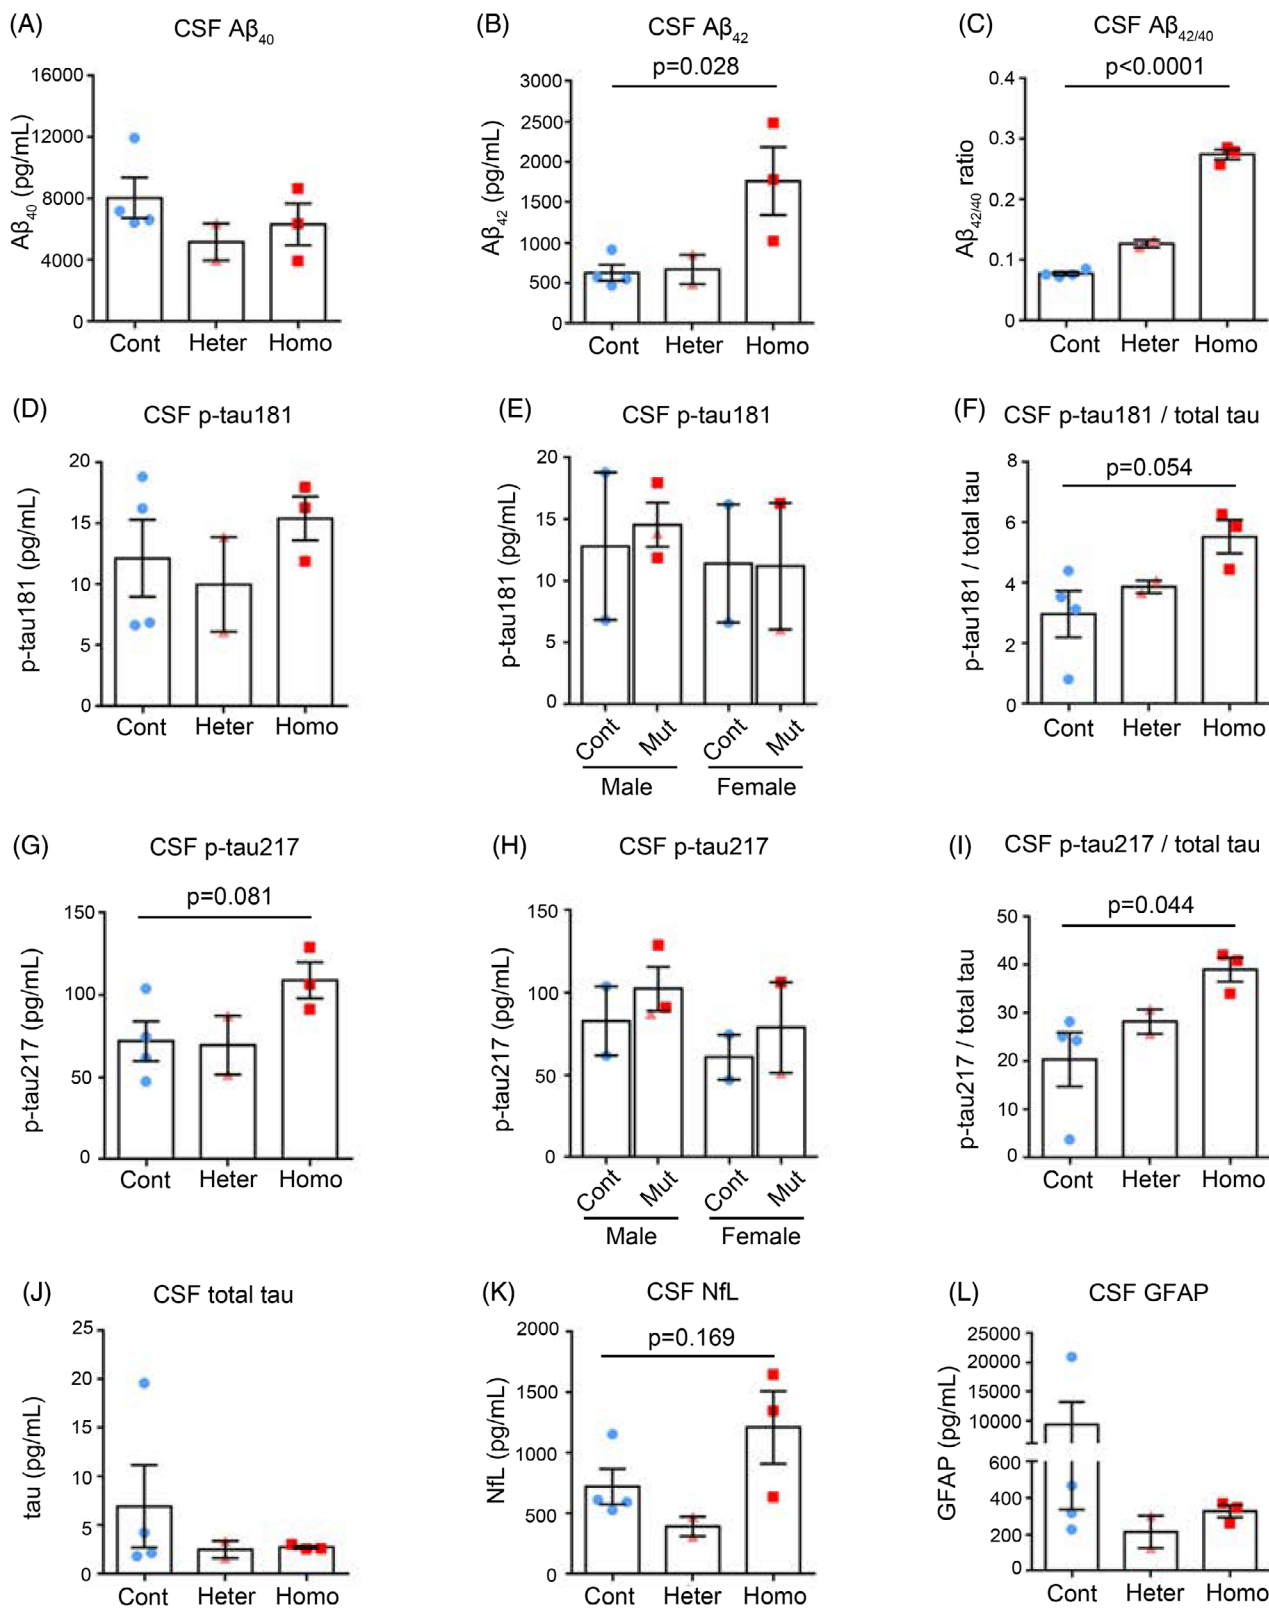 (A) CSF Aβ40
Aβ40 (pg/mL)
16000
12000
8000
4000
0
Cont Heter Homo
(B) CSF Aβ42
p=0.028
Aβ42 (pg/mL)
3000
2500
2000
1500
1000
500
0
Cont Heter Homo
(C) CSF Aβ42/40
p<0.0001
Aβ42/40 ratio
0.4
0.3
0.2
0.1
0
Cont Heter Homo
(D) CSF p-tau181
p-tau181 (pg/mL)
20
15
10
5
0
Cont Heter Homo
(E) CSF p-tau181
p-tau181 (pg/mL)
20
15
10
5
0
Cont Mut Cont Mut
Male Female
(F) CSF p-tau181 / total tau
p=0.054
p-tau181 / total tau
8
6
4
2
0
Cont Heter Homo
(G) CSF p-tau217
p=0.081
p-tau217 (pg/mL)
150
100
50
0
Cont Heter Homo
(H) CSF p-tau217
p-tau217 (pg/mL)
150
100
50
0
Cont Mut Cont Mut
Male Female
(I) CSF p-tau217 / total tau
p=0.044
p-tau217 / total tau
50
40
30
20
10
0
Cont Heter Homo
(J) CSF total tau
tau (pg/mL)
25
20
15
10
5
0
Cont Heter Homo
(K) CSF NfL
p=0.169
NfL (pg/mL)
2000
1500
1000
500
0
Cont Heter Homo
(L) CSF GFAP
GFAP (pg/mL)
25000
20000
15000
10000
600
400
200
0
Cont Heter Homo